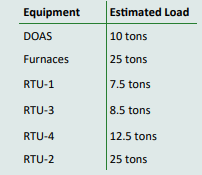 Equipment Estimated Load
DOAS 10 tons
Furnaces 25 tons
RTU-1 7.5 tons
RTU-3 8.5 tons
RTU-4 12.5 tons
RTU-2 25 tons